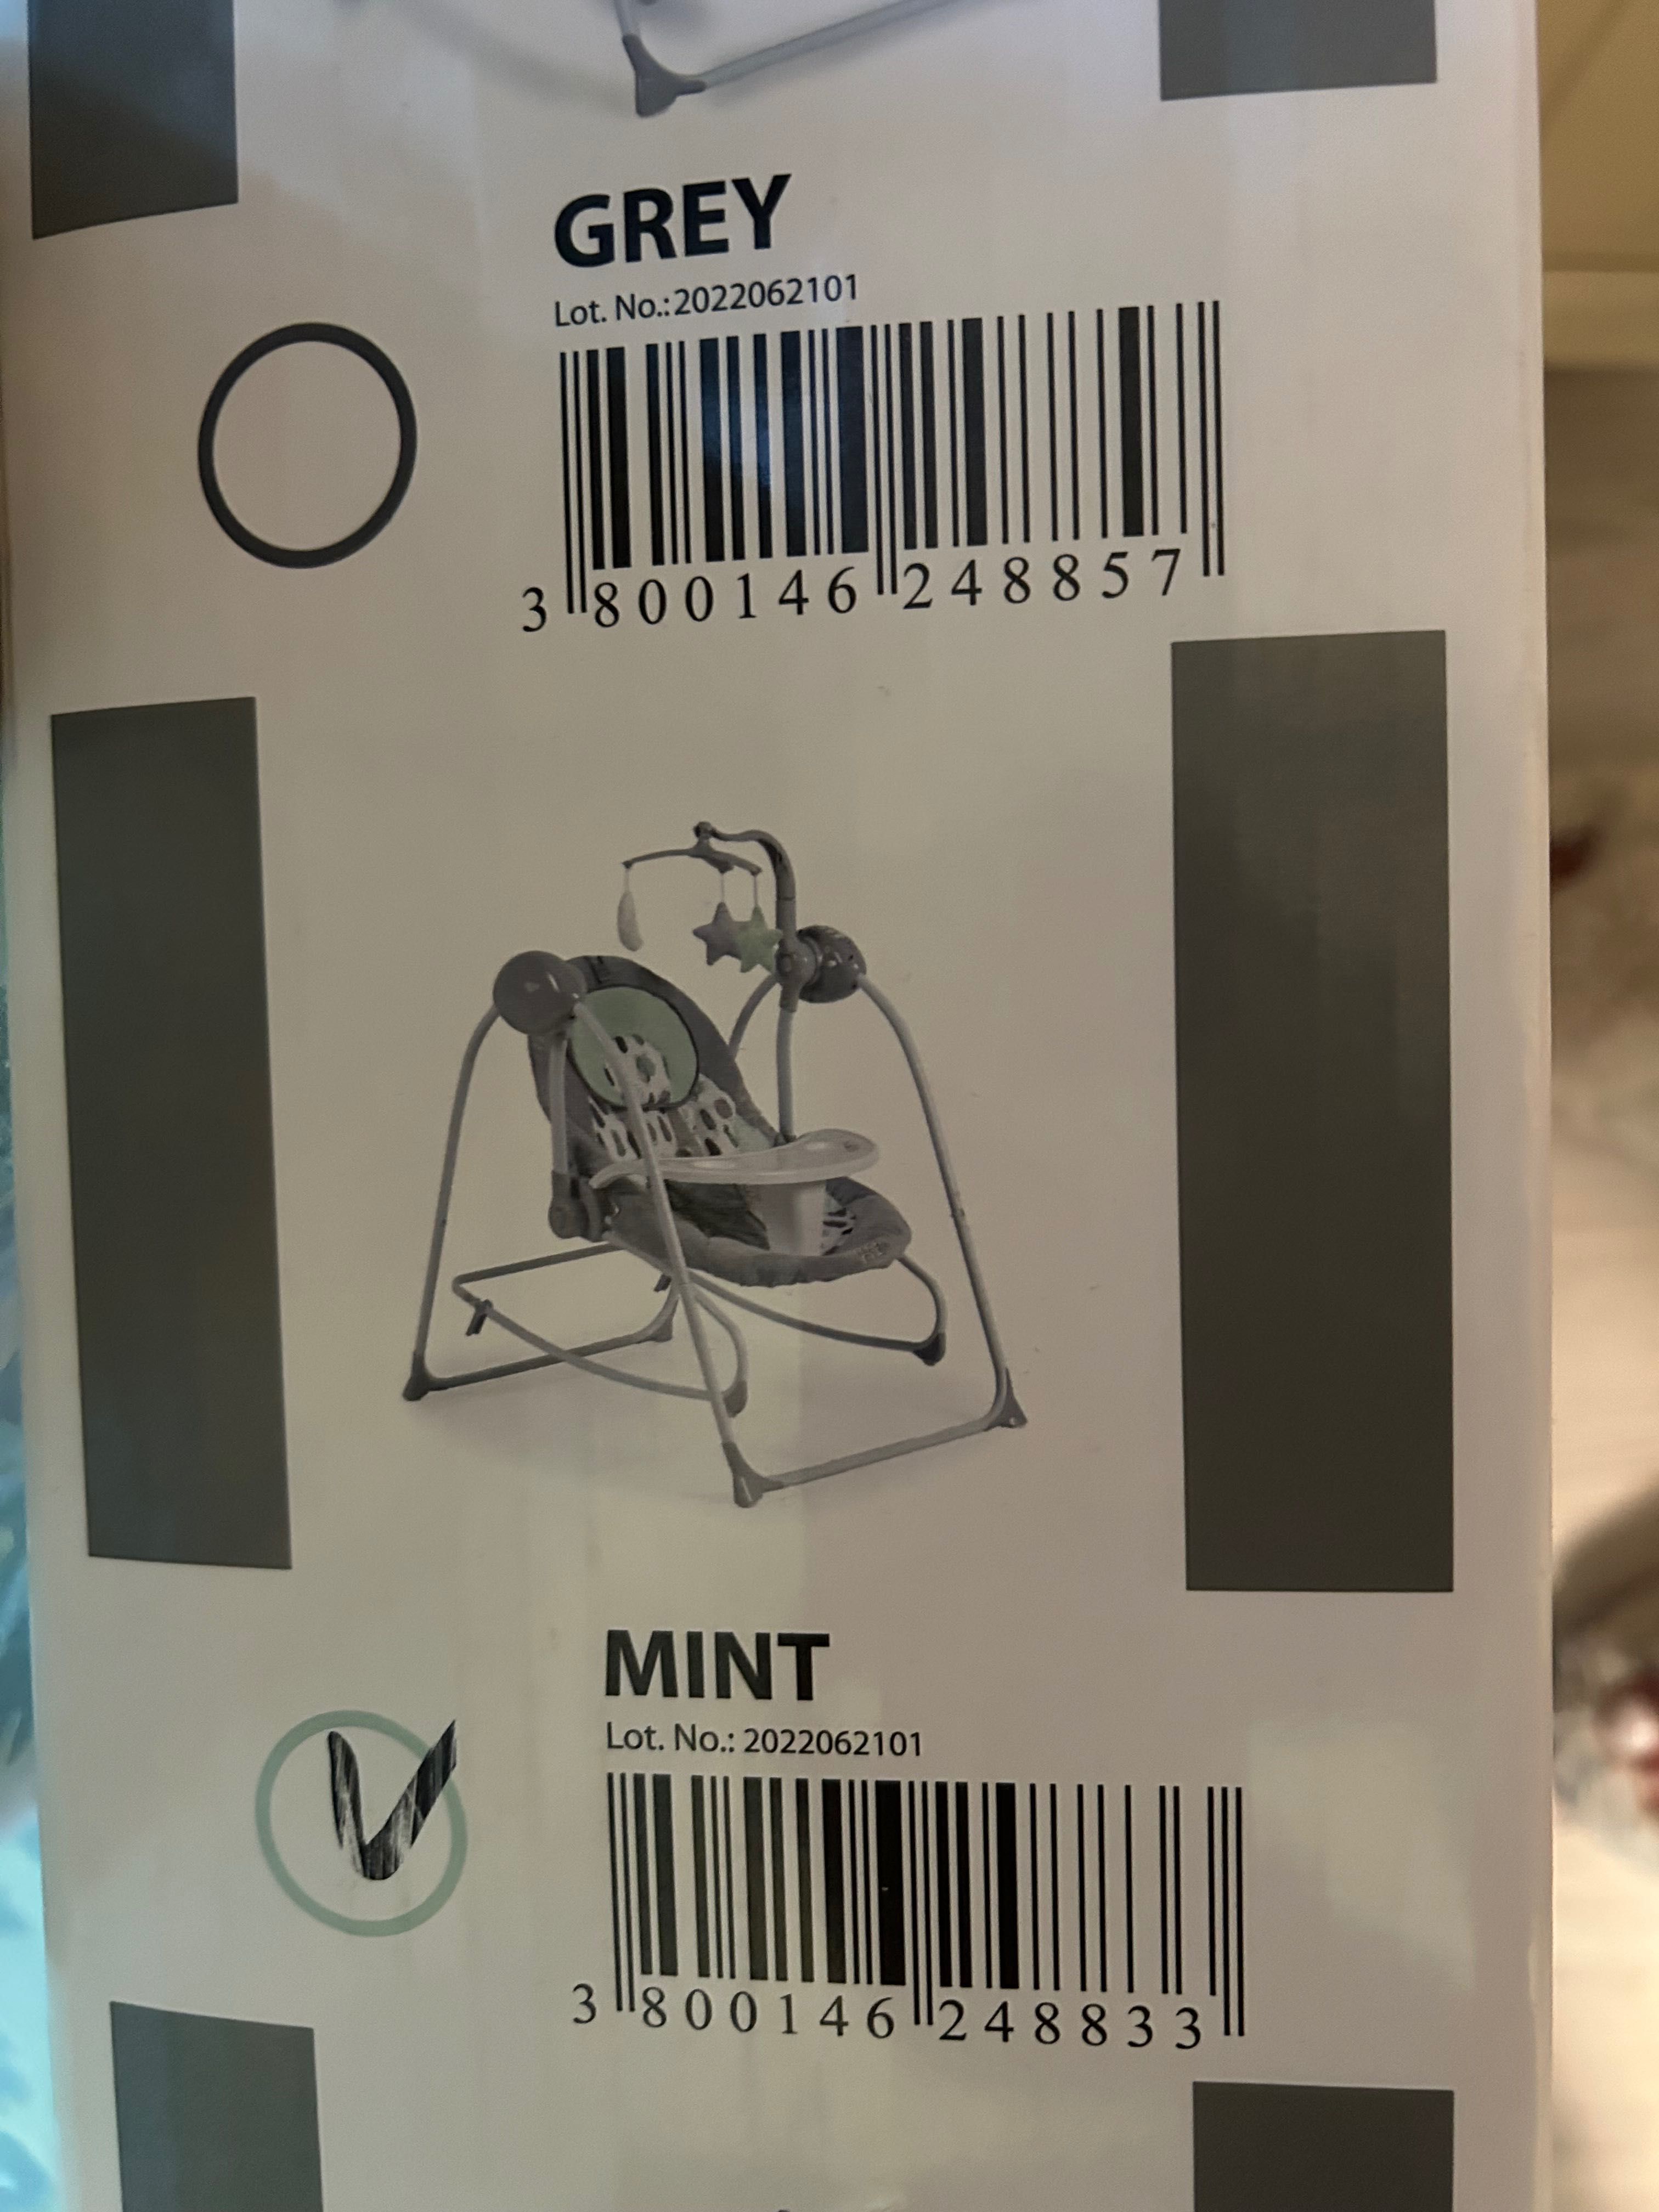 GREY
Lot. No.:2022062101
3 800146 248857
MINT
Lot. No.: 2022062101
3 800146 248833